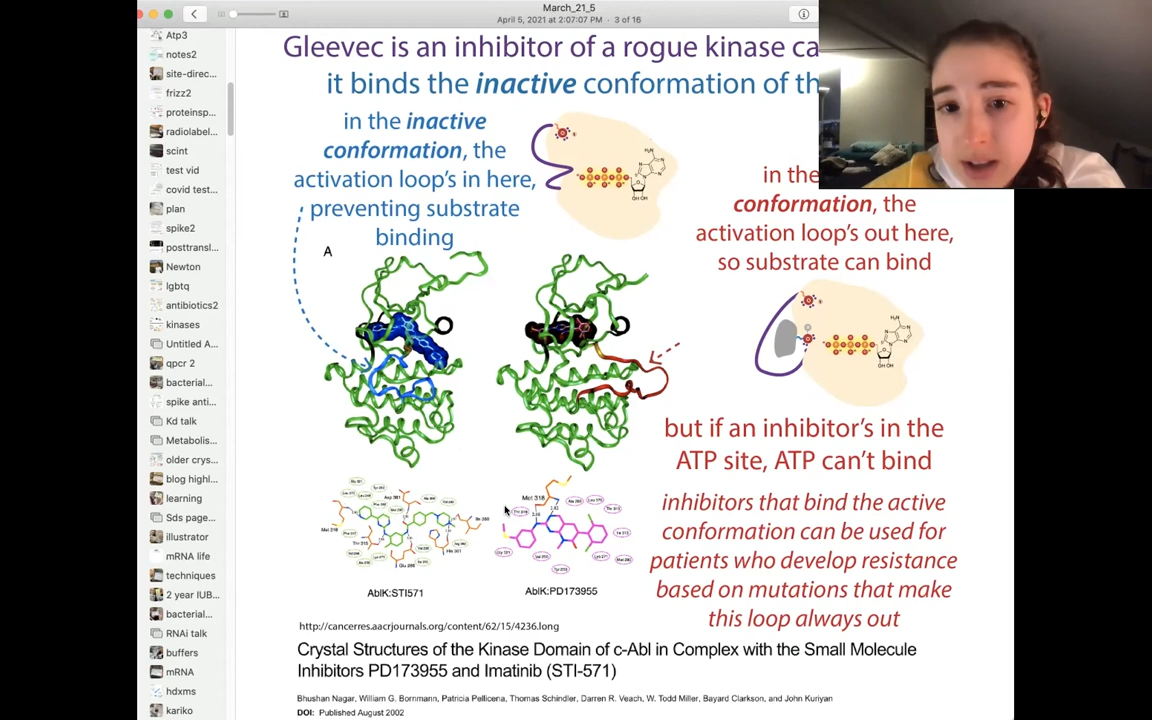 March_21_5
April 5, 2021 at 2:07:07 PM - 3 of 16
Atp3
notes2
site-direc...
frizz2
proteinsp...
radiolabel...
scint
test vid
covid test...
plan
spike2
posttransl...
Newton
lgbtq
antibiotics2
kinases
Untitled A...
qpcr 2
bacterial...
spike anti...
Kd talk
Metabolis...
older crys...
blog highl...
learning
Sds page...
illustrator
mRNA life
techniques
2 year IUB...
bacterial...
RNAi talk
buffers
mRNA
hdxms
kariko
Gleevec is an inhibitor of a rogue kinase ca
it binds the inactive conformation of th
in the inactive
conformation, the
activation loop's in here,
preventing substrate
binding
in the
conformation, the
activation loop's out here,
so substrate can bind
A
but if an inhibitor's in the
ATP site, ATP can't bind
inhibitors that bind the active
conformation can be used for
patients who develop resistance
based on mutations that make
this loop always out
Met 318
AblK:STI571
AblK:PD173955
http://cancerres.aacrjournals.org/content/62/15/4236.long
Crystal Structures of the Kinase Domain of c-Abl in Complex with the Small Molecule
Inhibitors PD173955 and Imatinib (STI-571)
Bhushan Nagar, William G. Bornmann, Patricia Pellicena, Thomas Schindler, Darren R. Veach, W. Todd Miller, Bayard Clarkson, and John Kuriyan
DOI: Published August 2002